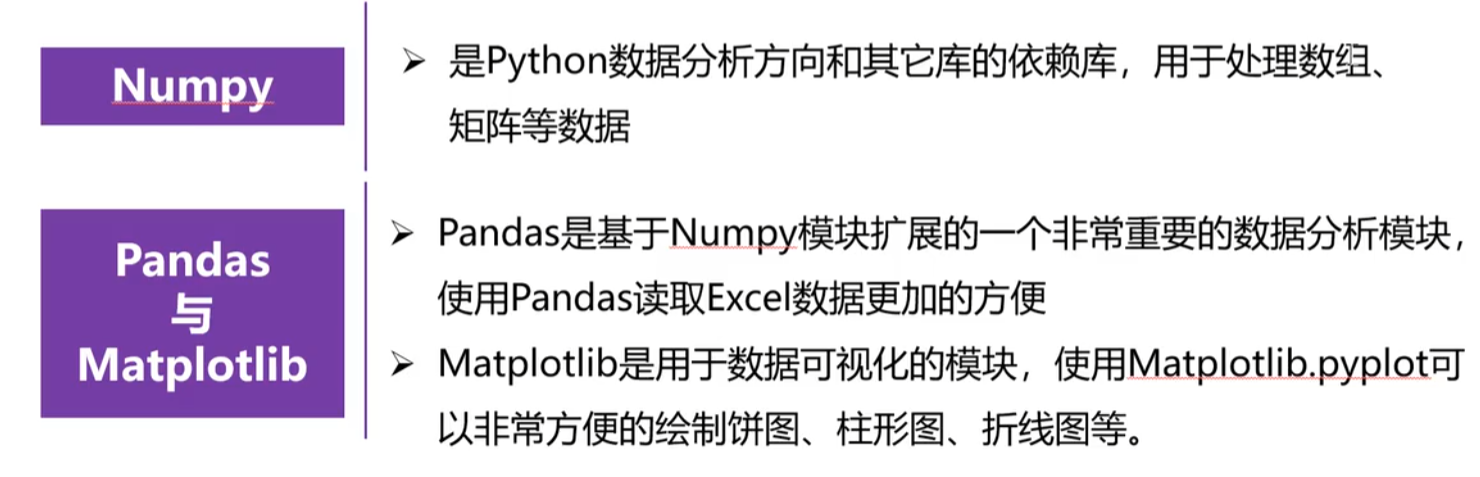 Numpy
是Python数据分析方向和其它库的依赖库，用于处理数组、
矩阵等数据
Pandas
与
Matplotlib
Pandas是基于Numpy模块扩展的一个非常重要的数据分析模块，
使用Pandas读取Excel数据更加的方便
Matplotlib是用于数据可视化的模块，使用Matplotlib.pyplot可
以非常方便的绘制饼图、柱形图、折线图等。